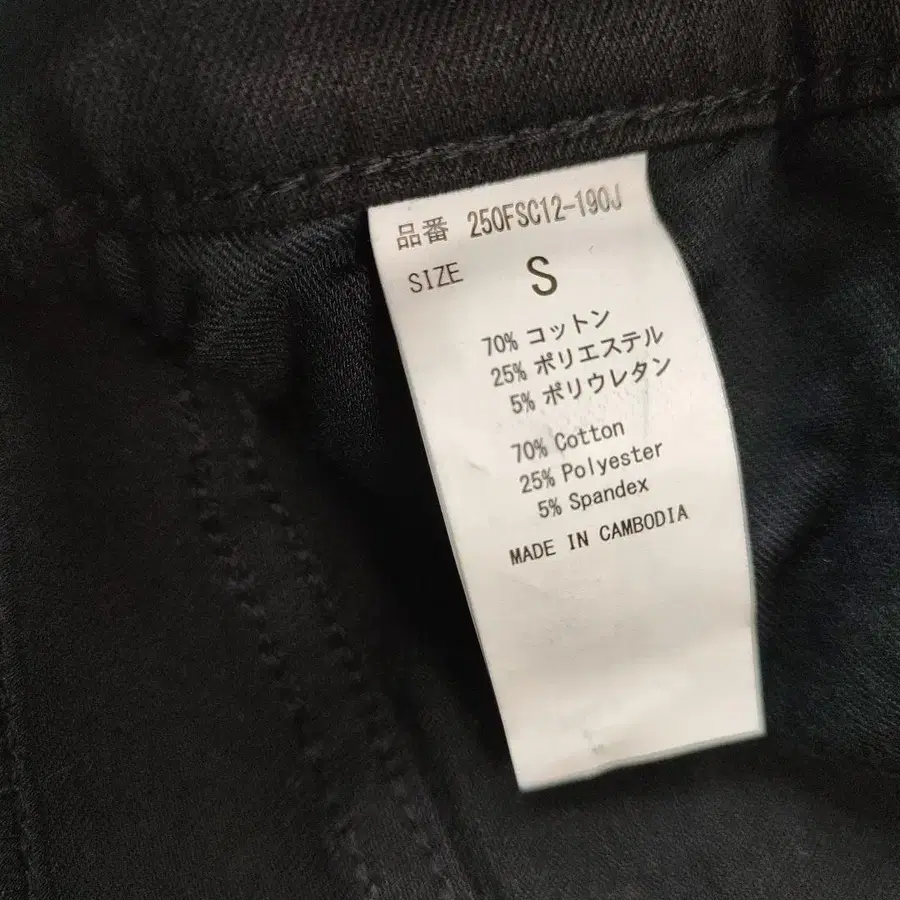 品番 250FSC12-190J
SIZE S
70% コットン
25% ポリエステル
5% ポリウレタン
70% Cotton
25% Polyester
5% Spandex
MADE IN CAMBODIA